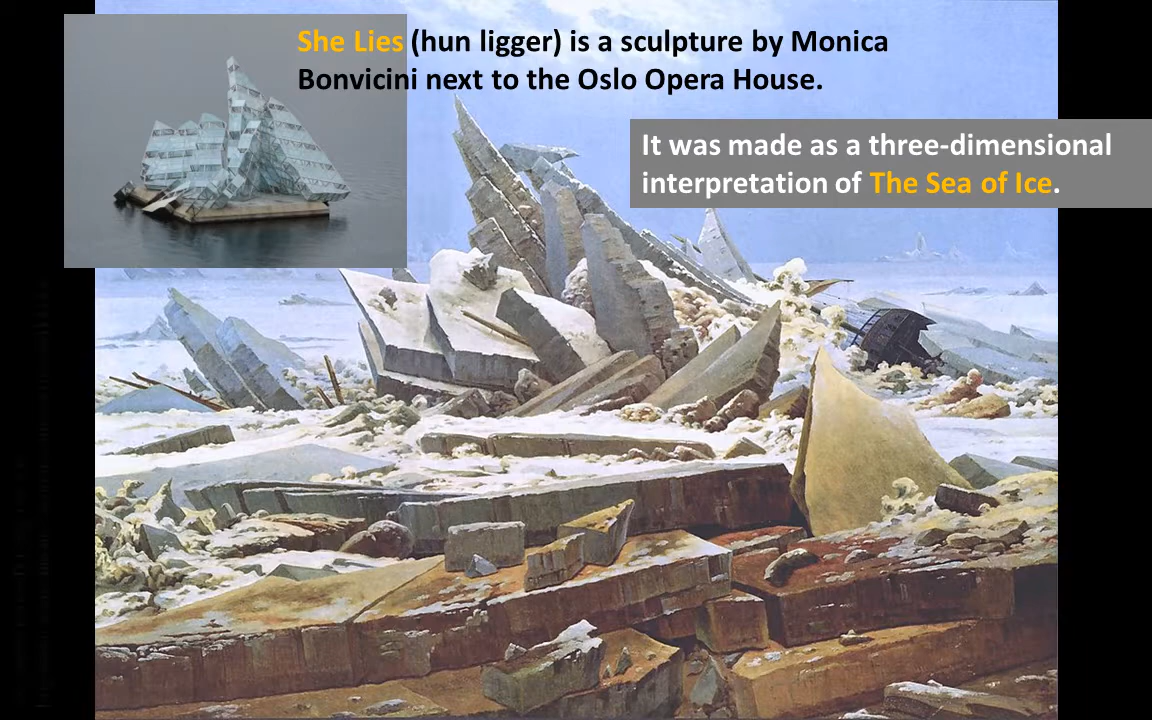 She Lies (hun ligger) is a sculpture by Monica
Bonvicini next to the Oslo Opera House.
It was made as a three-dimensional
interpretation of The Sea of Ice.